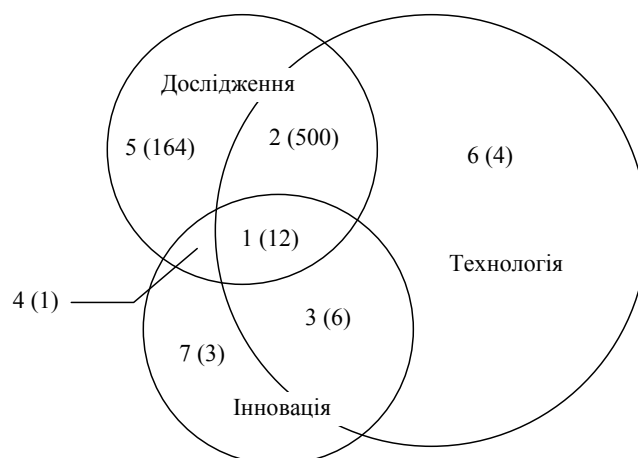 Дослідження
5 (164)
2 (500)
6 (4)
1 (12)
Технологія
4 (1)
3 (6)
7 (3)
Інновація